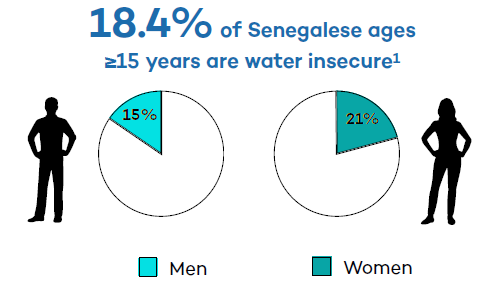 18.4% of Senegalese ages
≥15 years are water insecure¹
15%
21%
Men
Women